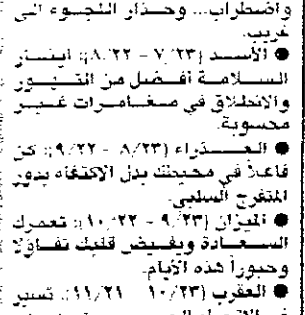 واضطراب... وحذار اللجوء الى
غريب.
● الأسد (٧/٢٣ - ٨/٢٢): ايثار
السلامة أفضل من التهور
والانطلاق في مغامرات غير
محسوبة.
● العذراء (٨/٢٣ - ٩/٢٢): كن
فاعلاً في محيطك بدل الاكتفاء بدور
المتفرج السلبي.
● الميزان (٩/٢٣ - ١٠/٢٢): تغمرك
السعادة ويفيض قلبك تفاؤلا
وحبوراً هذه الأيام.
● العقرب (١٠/٢٣ - ١١/٢١): تسير